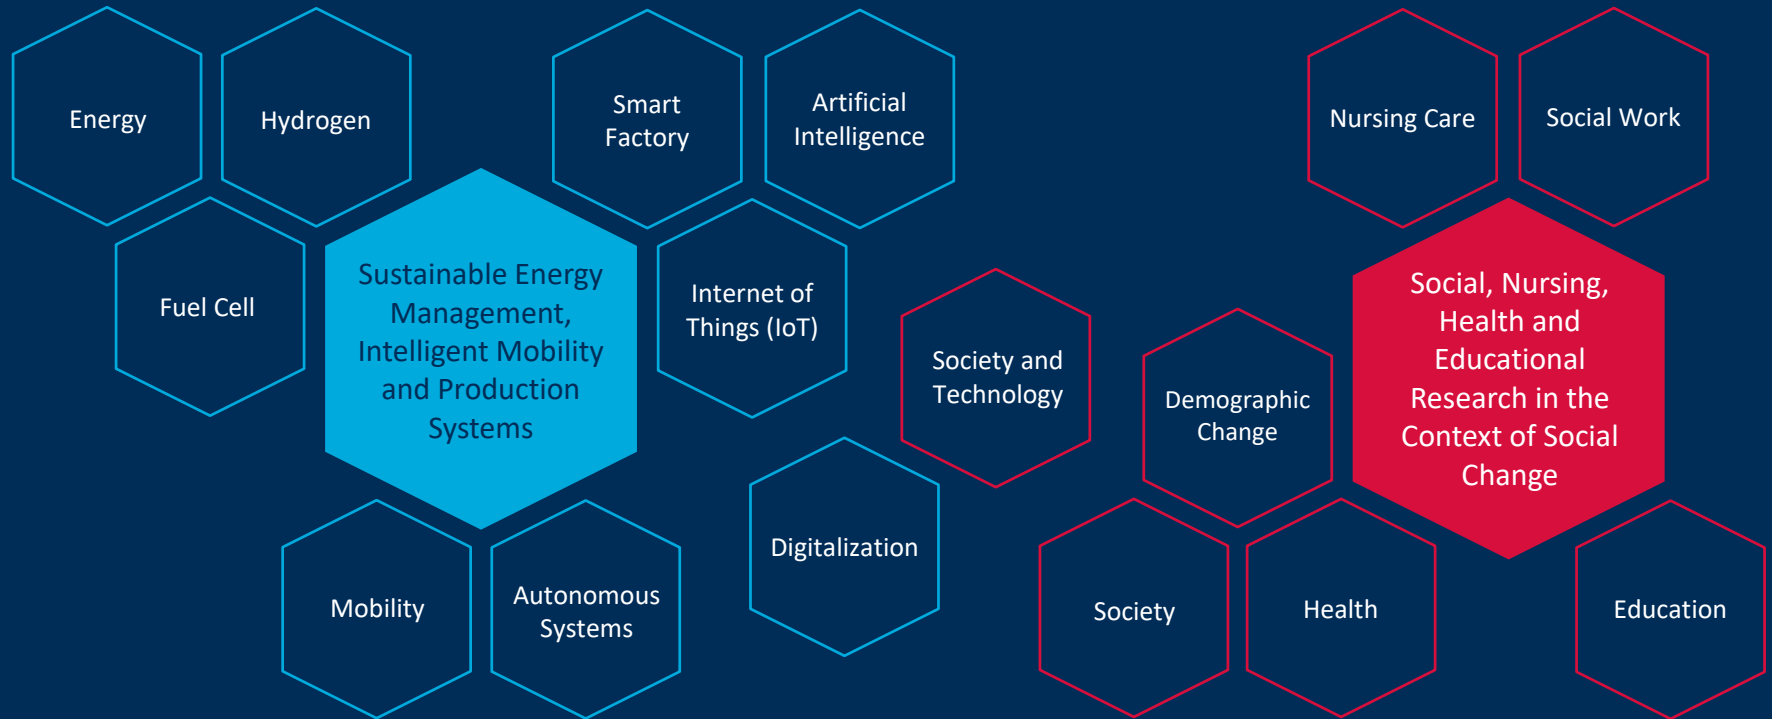 Energy
Hydrogen
Smart
Factory
Artificial
Intelligence
Nursing Care
Social Work
Fuel Cell
Sustainable Energy
Management,
Intelligent Mobility
and Production
Systems
Internet of
Things (IoT)
Society and
Technology
Demographic
Change
Social, Nursing,
Health and
Educational
Research in the
Context of Social
Change
Mobility
Autonomous
Systems
Digitalization
Society
Health
Education